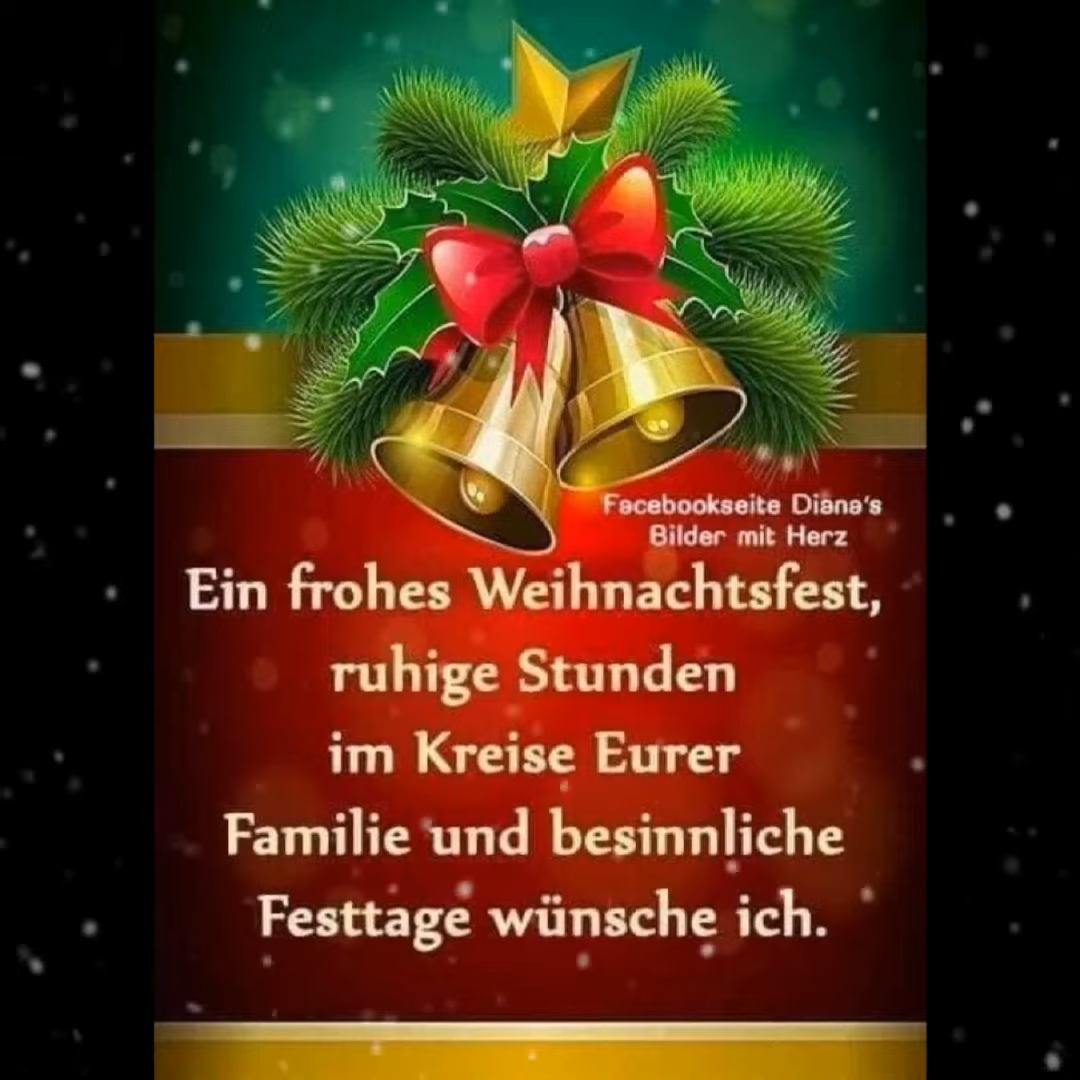 Facebookseite Diana's
Bilder mit Herz
Ein frohes Weihnachtsfest,
ruhige Stunden
im Kreise Eurer
Familie und besinnliche
Festtage wünsche ich.